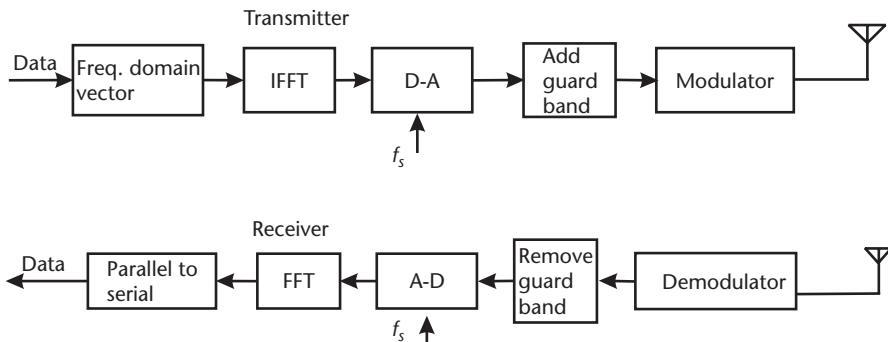 Transmitter
Data
Freq. domain
vector
IFFT
D-A
Add
guard
band
Modulator
fs
Receiver
Data
Parallel to
serial
FFT
A-D
Remove
guard
band
Demodulator
fs